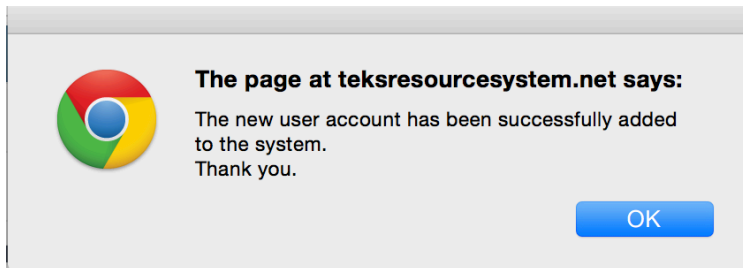 The page at teksresourcesystem.net says:
The new user account has been successfully added
to the system.
Thank you.
OK